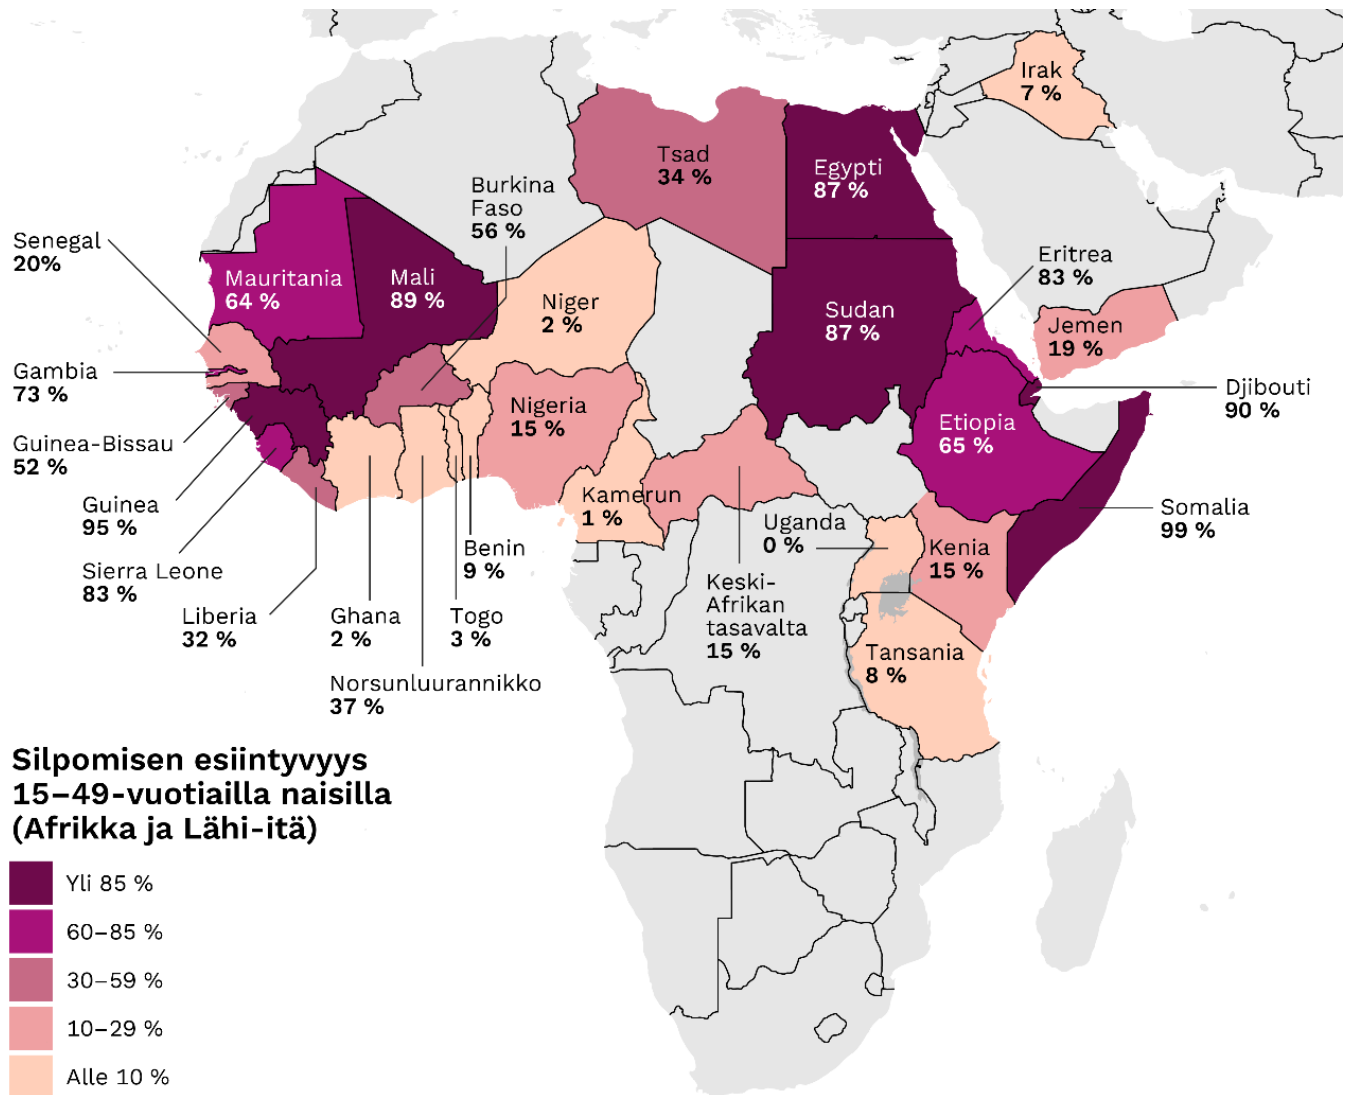 Irak
7 %
Tsad
34 %
Egypti
87 %
Burkina
Faso
56 %
Senegal
20%
Mauritania
64 %
Mali
89 %
Niger
2 %
Sudan
87 %
Eritrea
83 %
Jemen
19 %
Gambia
73 %
Djibouti
90 %
Nigeria
15 %
Etiopia
65 %
Guinea-Bissau
52 %
Guinea
95 %
Kamerun
1 %
Uganda
0 %
Somalia
99 %
Benin
9 %
Kenia
15 %
Sierra Leone
83 %
Keski-
Afrikan
tasavalta
15 %
Liberia
32 %
Ghana
2 %
Togo
3 %
Tansania
8 %
Norsunluurannikko
37 %
Silpomisen esiintyvyys
15–49-vuotiailla naisilla
(Afrikka ja Lähi-itä)
Yli 85 %
60–85 %
30–59 %
10–29 %
Alle 10 %